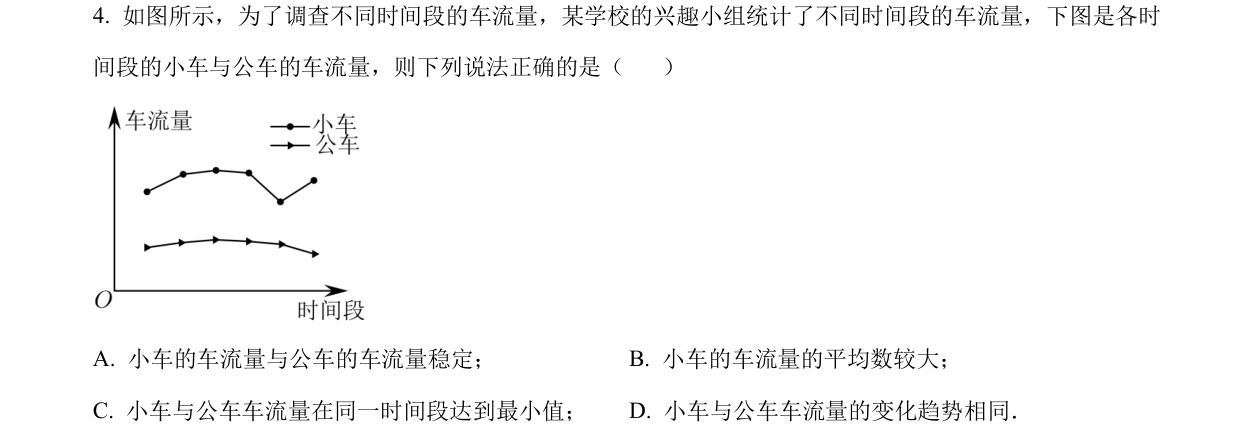 4. 如图所示，为了调查不同时间段的车流量，某学校的兴趣小组统计了不同时间段的车流量，下图是各时
间段的小车与公车的车流量，则下列说法正确的是（  ）
车流量
小车
公车
O
时间段
A. 小车的车流量与公车的车流量稳定； B. 小车的车流量的平均数较大；
C. 小车与公车车流量在同一时间段达到最小值； D. 小车与公车车流量的变化趋势相同．